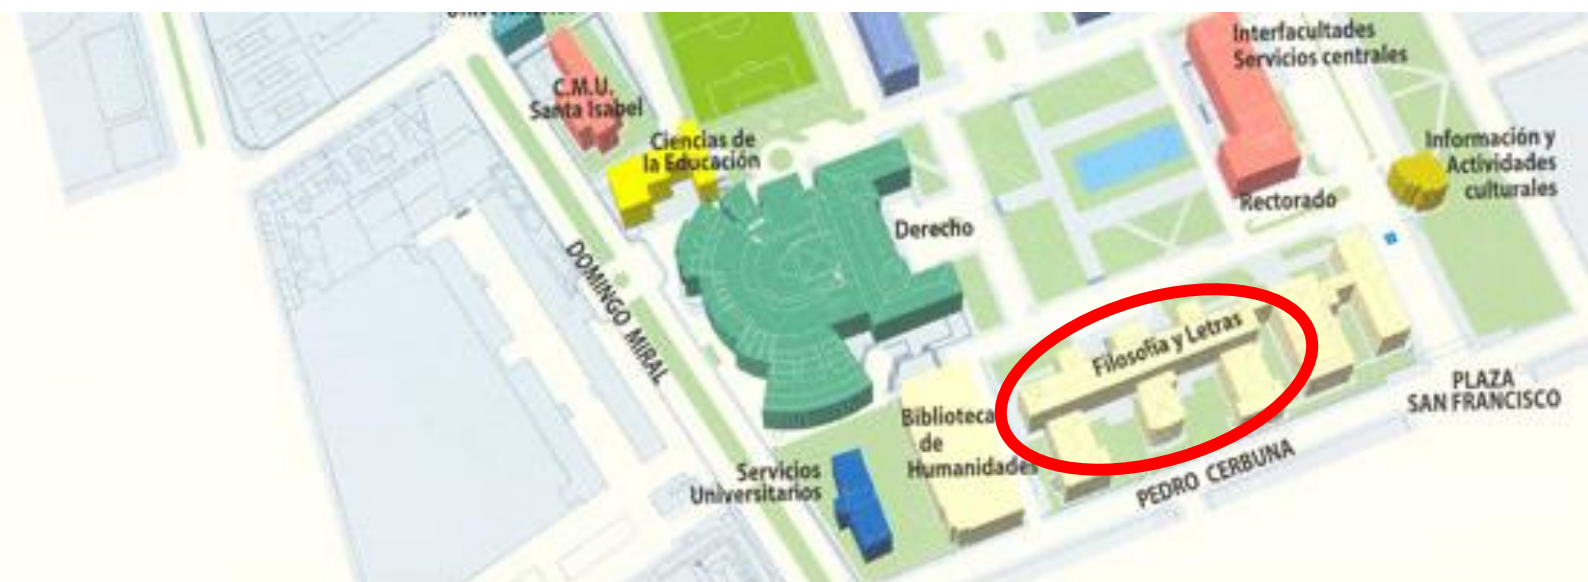 C.M.U.
Santa Isabel
Ciencias de
la Educación
Interfacultades
Servicios centrales
Información y
Actividades
culturales
Rectorado
Derecho
DOMINGO MIRAL
Filosofía y Letras
Biblioteca
de
Humanidades
Servicios
Universitarios
PEDRO CERBUNA
PLAZA
SAN FRANCISCO